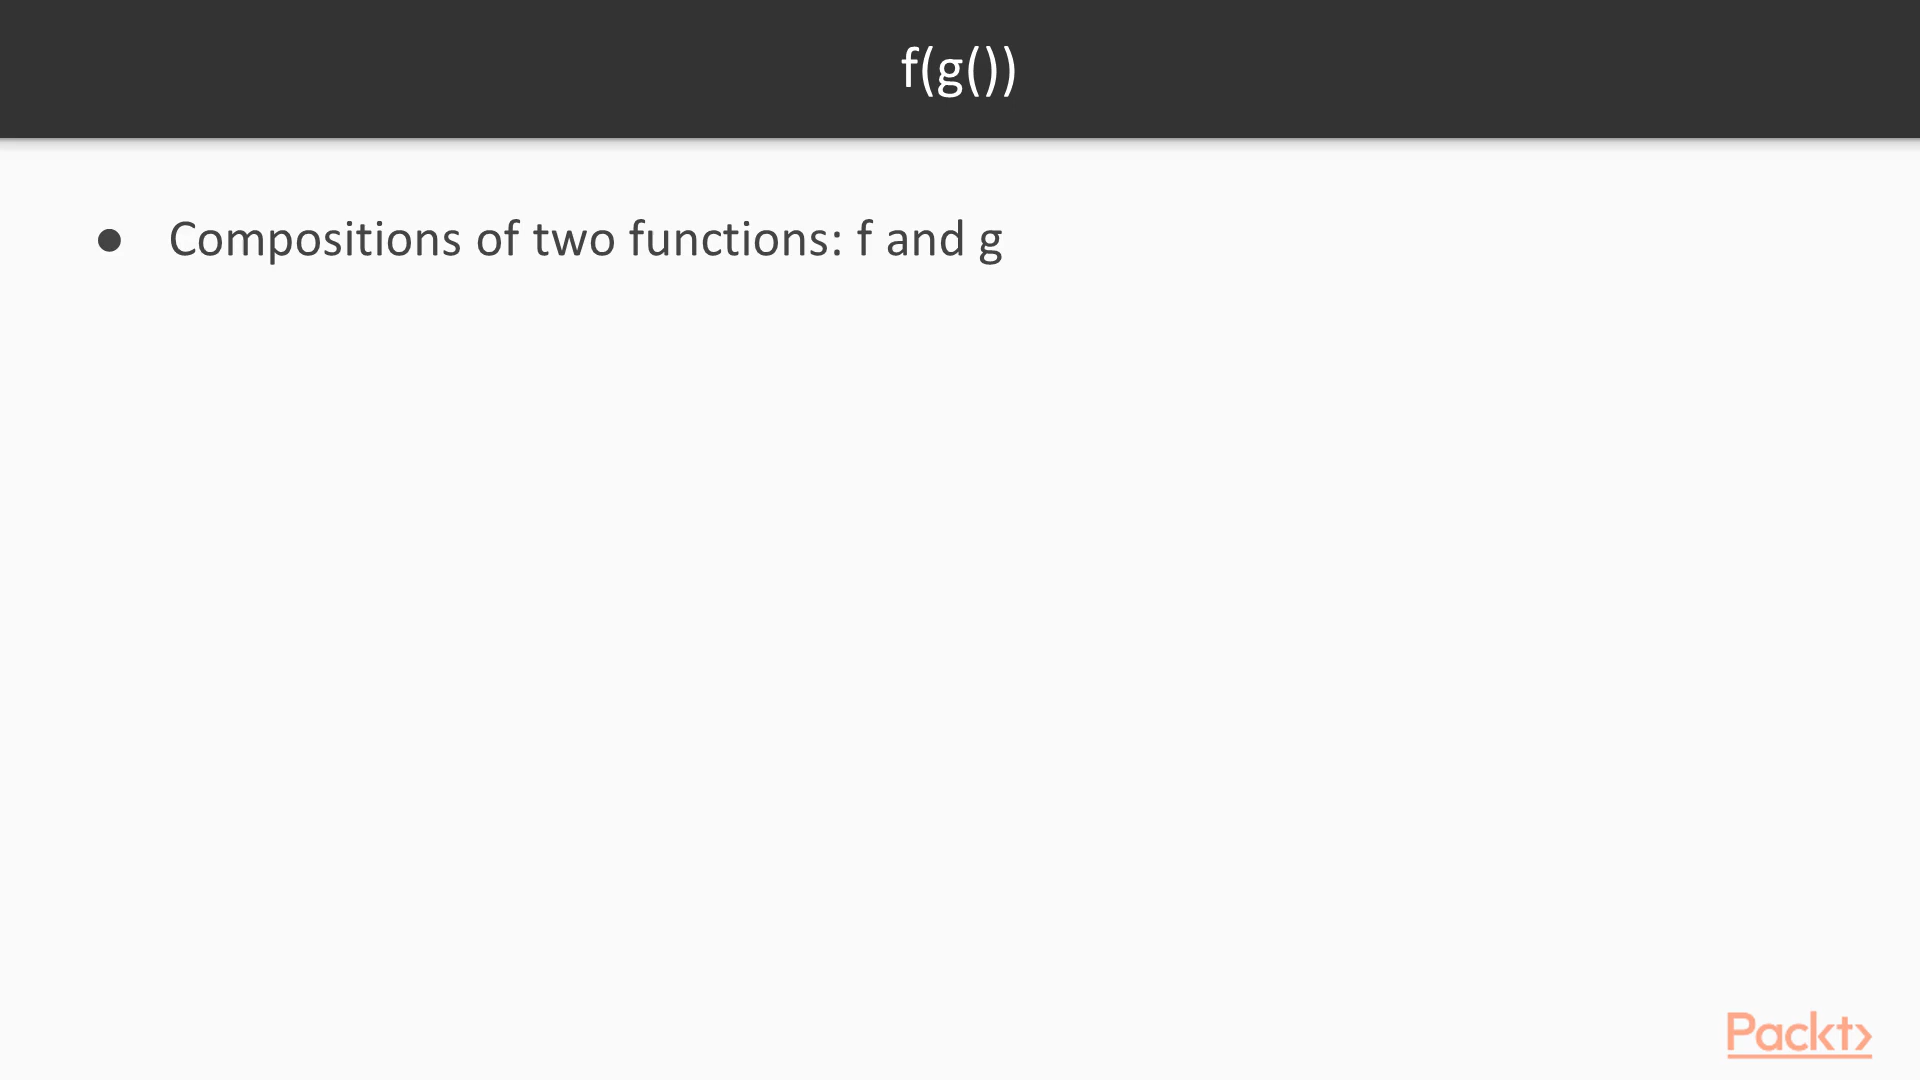 f(g())
● Compositions of two functions: f and g
Packt>